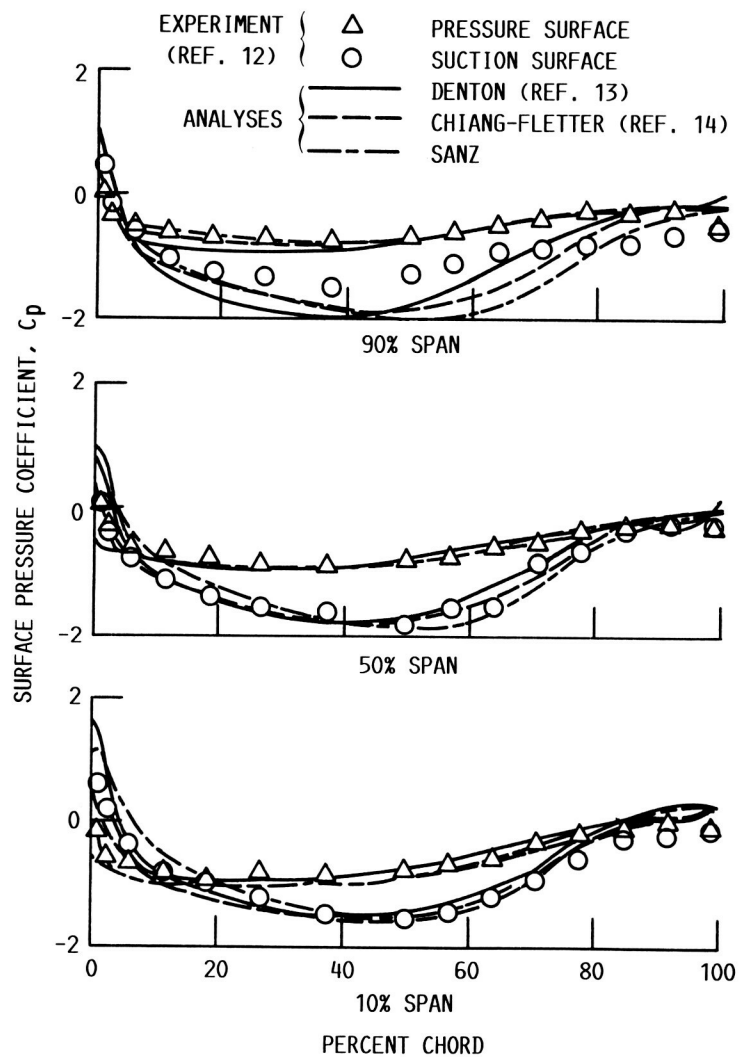 EXPERIMENT
(REF. 12)
PRESSURE SURFACE
SUCTION SURFACE
ANALYSES
DENTON (REF. 13)
CHIANG-FLETTER (REF. 14)
SANZ
SURFACE PRESSURE COEFFICIENT, Cp
2
0
-2
90% SPAN
2
0
-2
50% SPAN
2
0
-2
0 20 40 60 80 100
10% SPAN
PERCENT CHORD